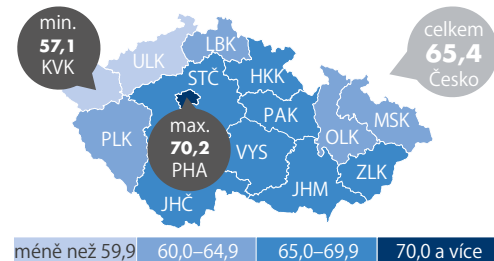 min.
57,1
KVK
ULK
LBK
celkem
65,4
Česko
STČ
HKK
PLK
max.
70,2
PHA
PAK
VYS
OLK
MSK
ZLK
JHČ
JHM
méně než 59,9
60,0–64,9
65,0–69,9
70,0 a více